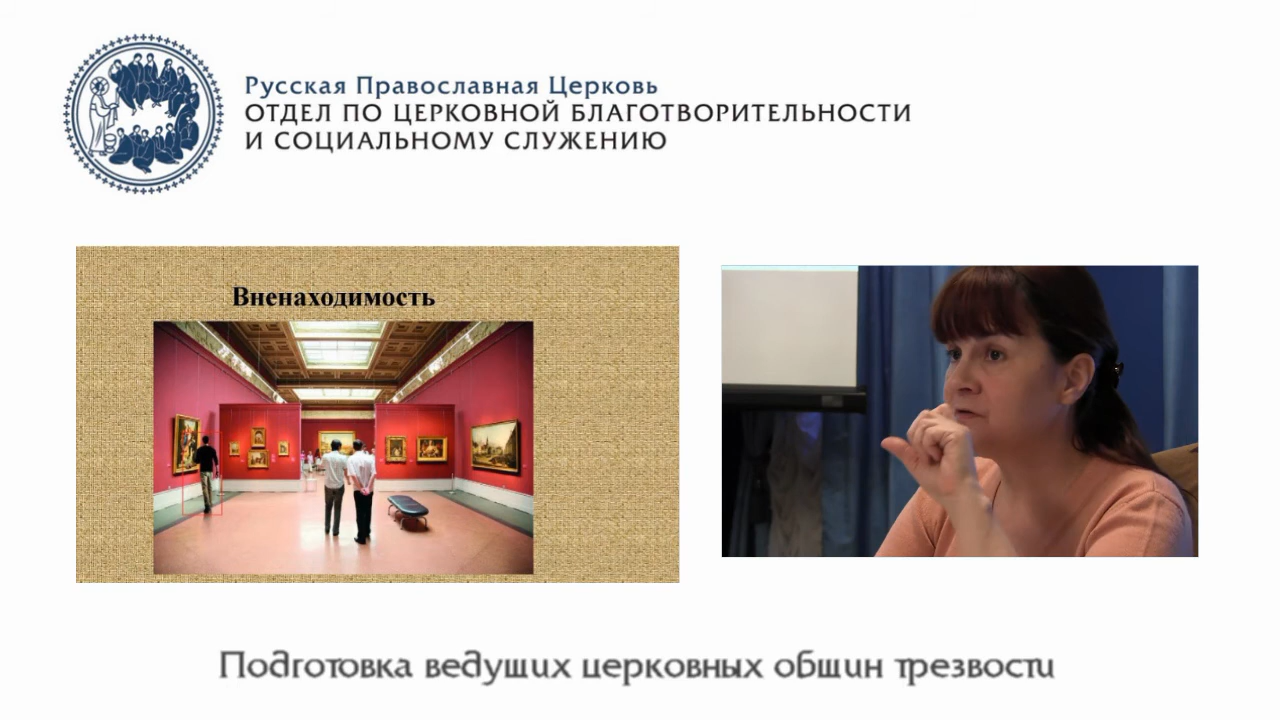 Русская Православная Церковь
ОТДЕЛ ПО ЦЕРКОВНОЙ БЛАГОТВОРИТЕЛЬНОСТИ
И СОЦИАЛЬНОМУ СЛУЖЕНИЮ
Вненаходимость
Подготовка ведущих церковных общин трезвости